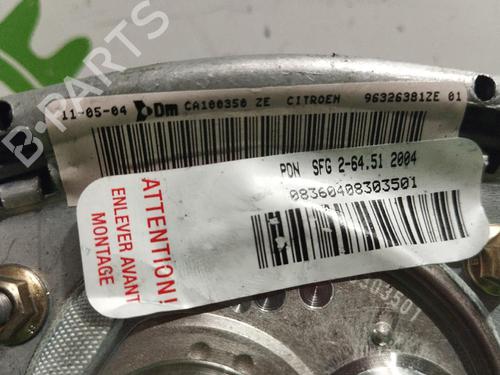 11-05-04 Dm CA100350 ZE CITROEN 96326381ZE 01
PON SFG 2-64.51 2004
08360408303501
ATTENTION!
ENLEVER AVANT
MONTAGE
B-PARTS